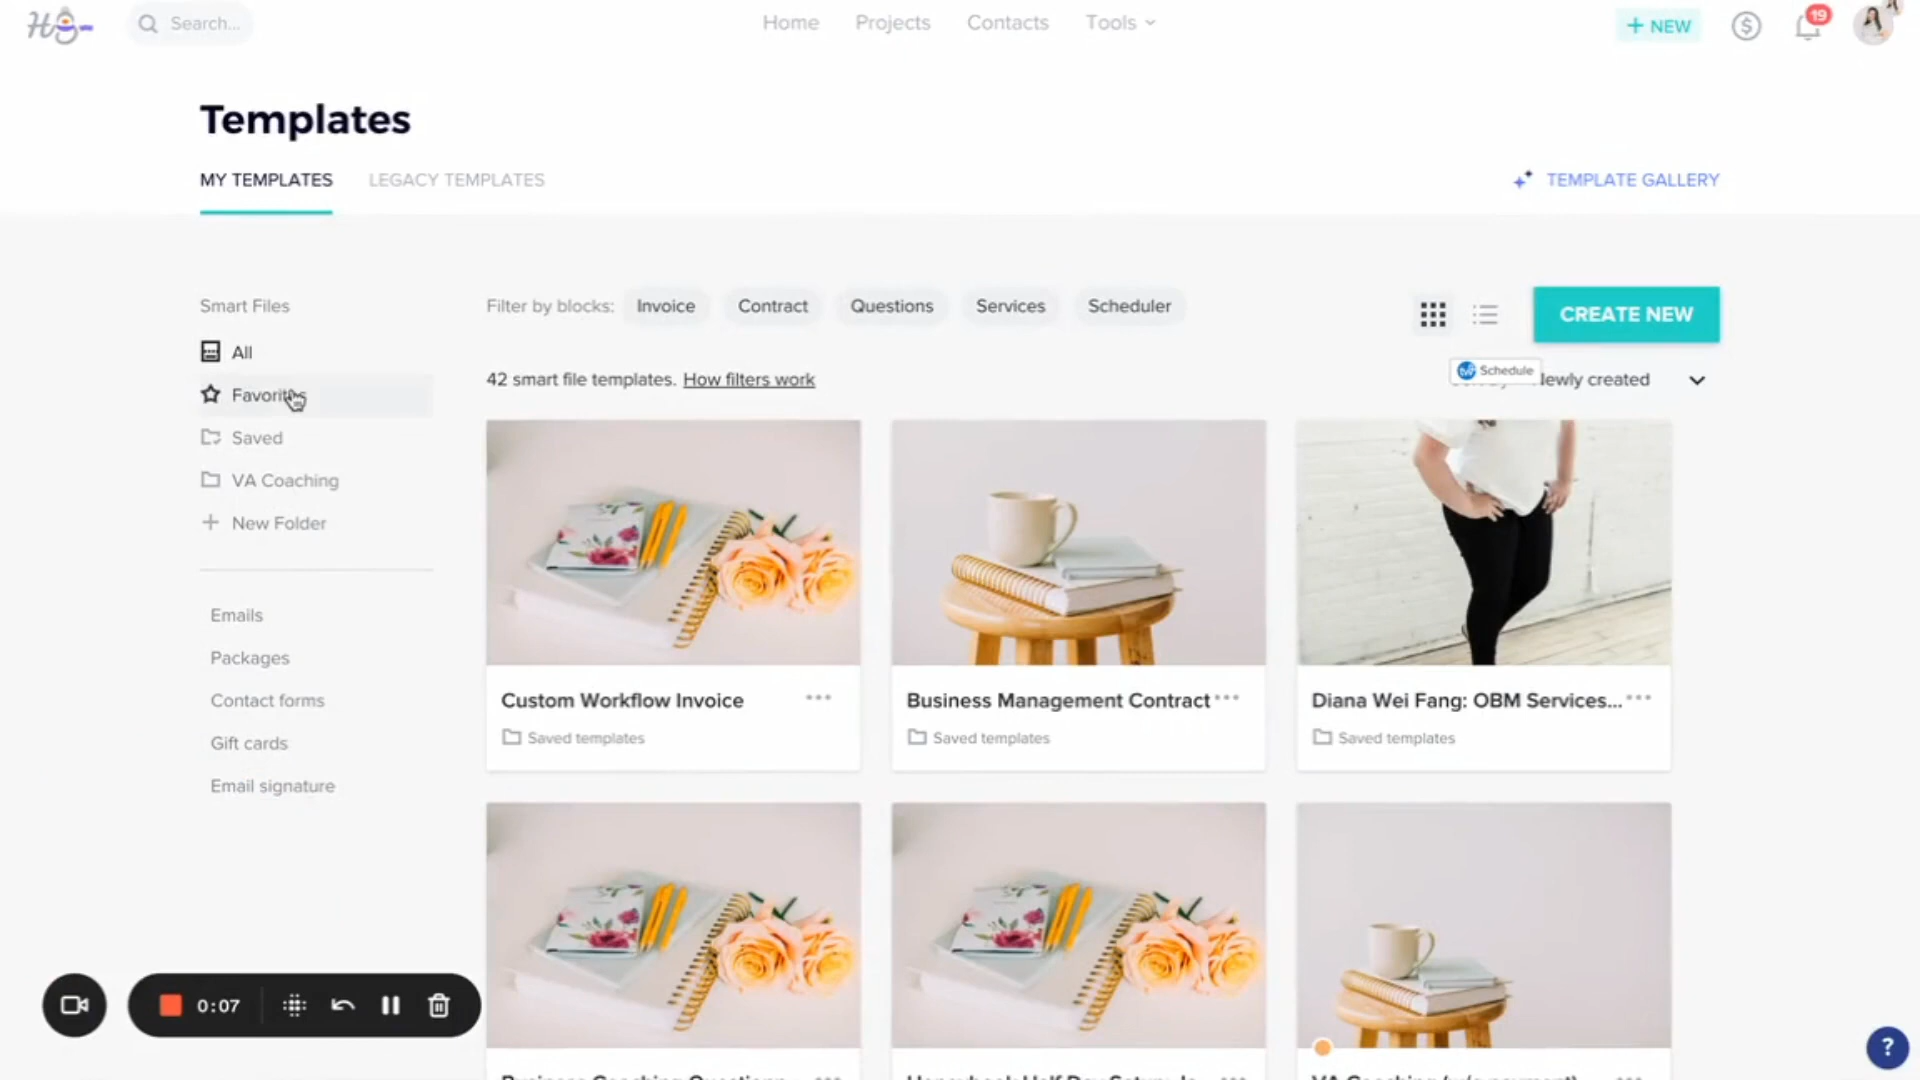 Search...
Home
Projects
Contacts
Tools
+ NEW
$
19
Templates
MY TEMPLATES
LEGACY TEMPLATES
TEMPLATE GALLERY
Smart Files
All
Favorites
Saved
VA Coaching
+ New Folder
Emails
Packages
Contact forms
Gift cards
Email signature
Filter by blocks:
Invoice
Contract
Questions
Services
Scheduler
CREATE NEW
42 smart file templates. How filters work
Schedule
Newly created
Custom Workflow Invoice
Saved templates
Business Management Contract
Saved templates
Diana Wei Fang: OBM Services...
Saved templates
0:07
?